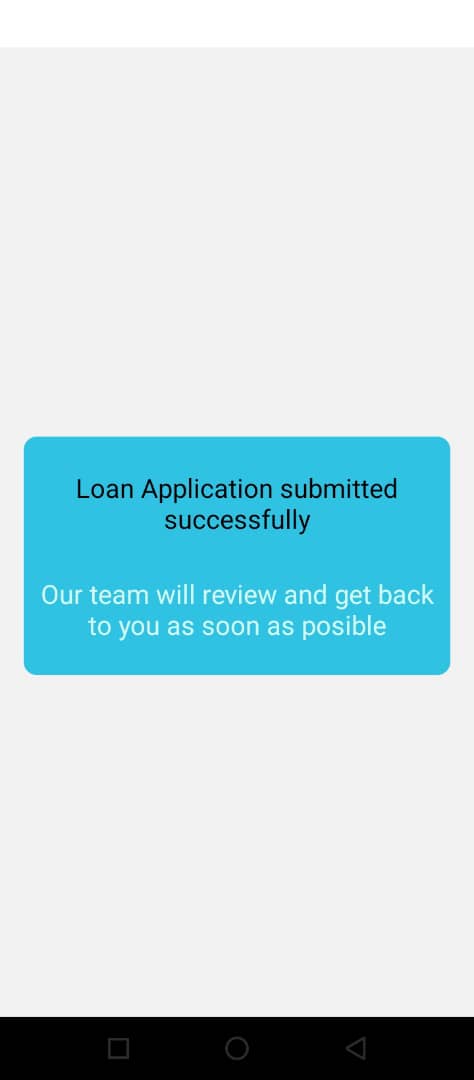 Loan Application submitted
successfully
Our team will review and get back
to you as soon as posible